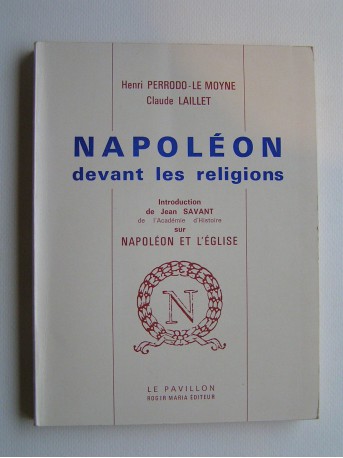 Henri PERRODO-LE MOYNE
Claude LAILLET
NAPOLÉON
devant les religions
Introduction
de Jean SAVANT
de l'Académie d'Histoire
sur
NAPOLÉON ET L'ÉGLISE
N
LE PAVILLON
ROGER MARIA ÉDITEUR